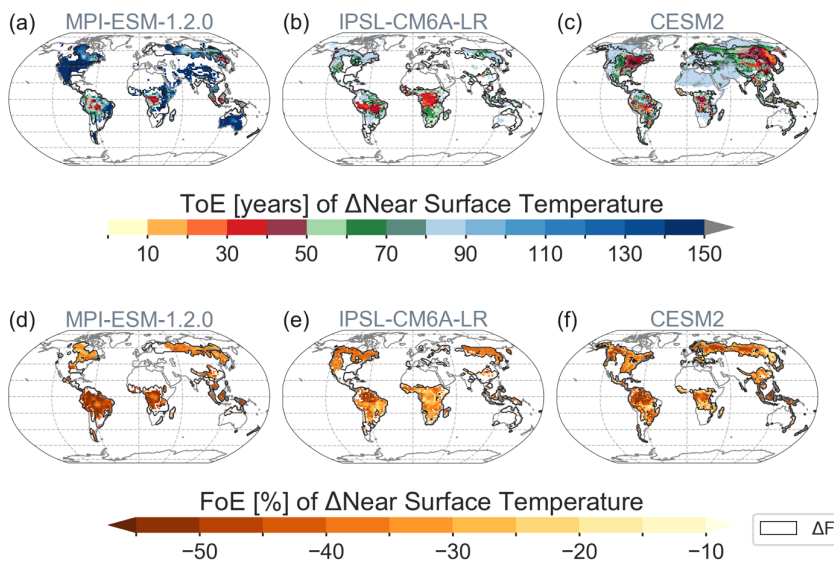 (a) MPI-ESM-1.2.0 (b) IPSL-CM6A-LR (c) CESM2
ToE [years] of ΔNear Surface Temperature
10 30 50 70 90 110 130 150
(d) MPI-ESM-1.2.0 (e) IPSL-CM6A-LR (f) CESM2
FoE [%] of ΔNear Surface Temperature
−50 −40 −30 −20 −10
ΔF